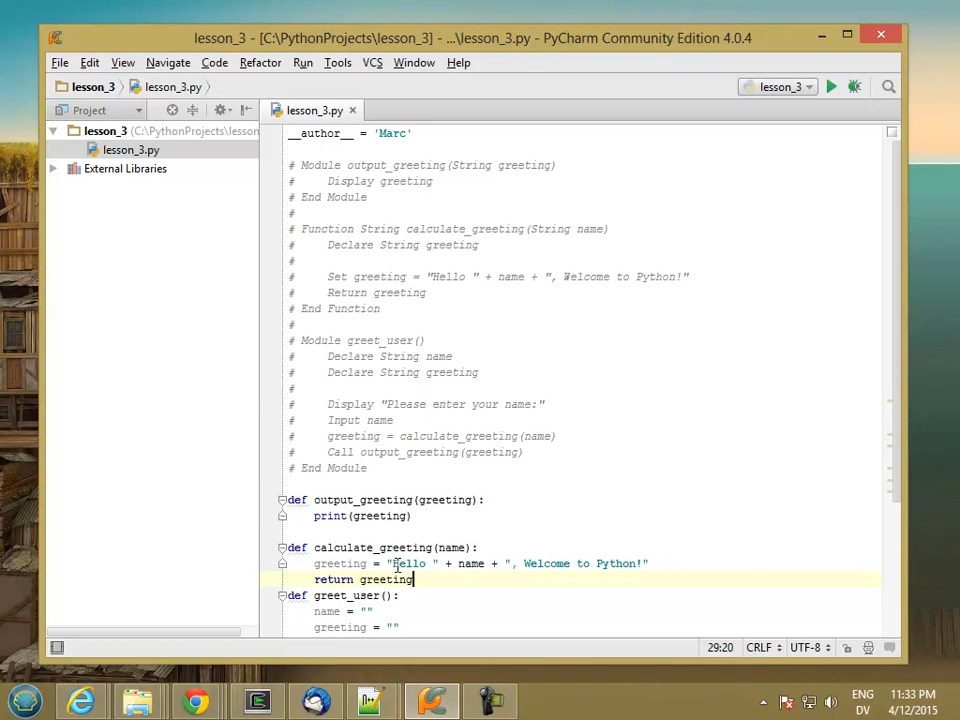 lesson_3 - [C:\PythonProjects\lesson_3] - ...\lesson_3.py - PyCharm Community Edition 4.0.4
File Edit View Navigate Code Refactor Run Tools VCS Window Help
lesson_3 lesson_3.py lesson_3
Project lesson_3.py
lesson_3 (C:\PythonProjects\lesson
lesson_3.py
External Libraries
__author__ = 'Marc'
# Module output_greeting(String greeting)
#     Display greeting
# End Module
#
# Function String calculate_greeting(String name)
#     Declare String greeting
#
#     Set greeting = "Hello " + name + ", Welcome to Python!"
#     Return greeting
# End Function
#
# Module greet_user()
#     Declare String name
#     Declare String greeting
#
#     Display "Please enter your name:"
#     Input name
#     greeting = calculate_greeting(name)
#     Call output_greeting(greeting)
# End Module
def output_greeting(greeting):
    print(greeting)
def calculate_greeting(name):
    greeting = "Hello " + name + ", Welcome to Python!"
    return greeting
def greet_user():
    name = ""
    greeting = ""
29:20 CRLF UTF-8
ENG 11:33 PM
DV 4/12/2015